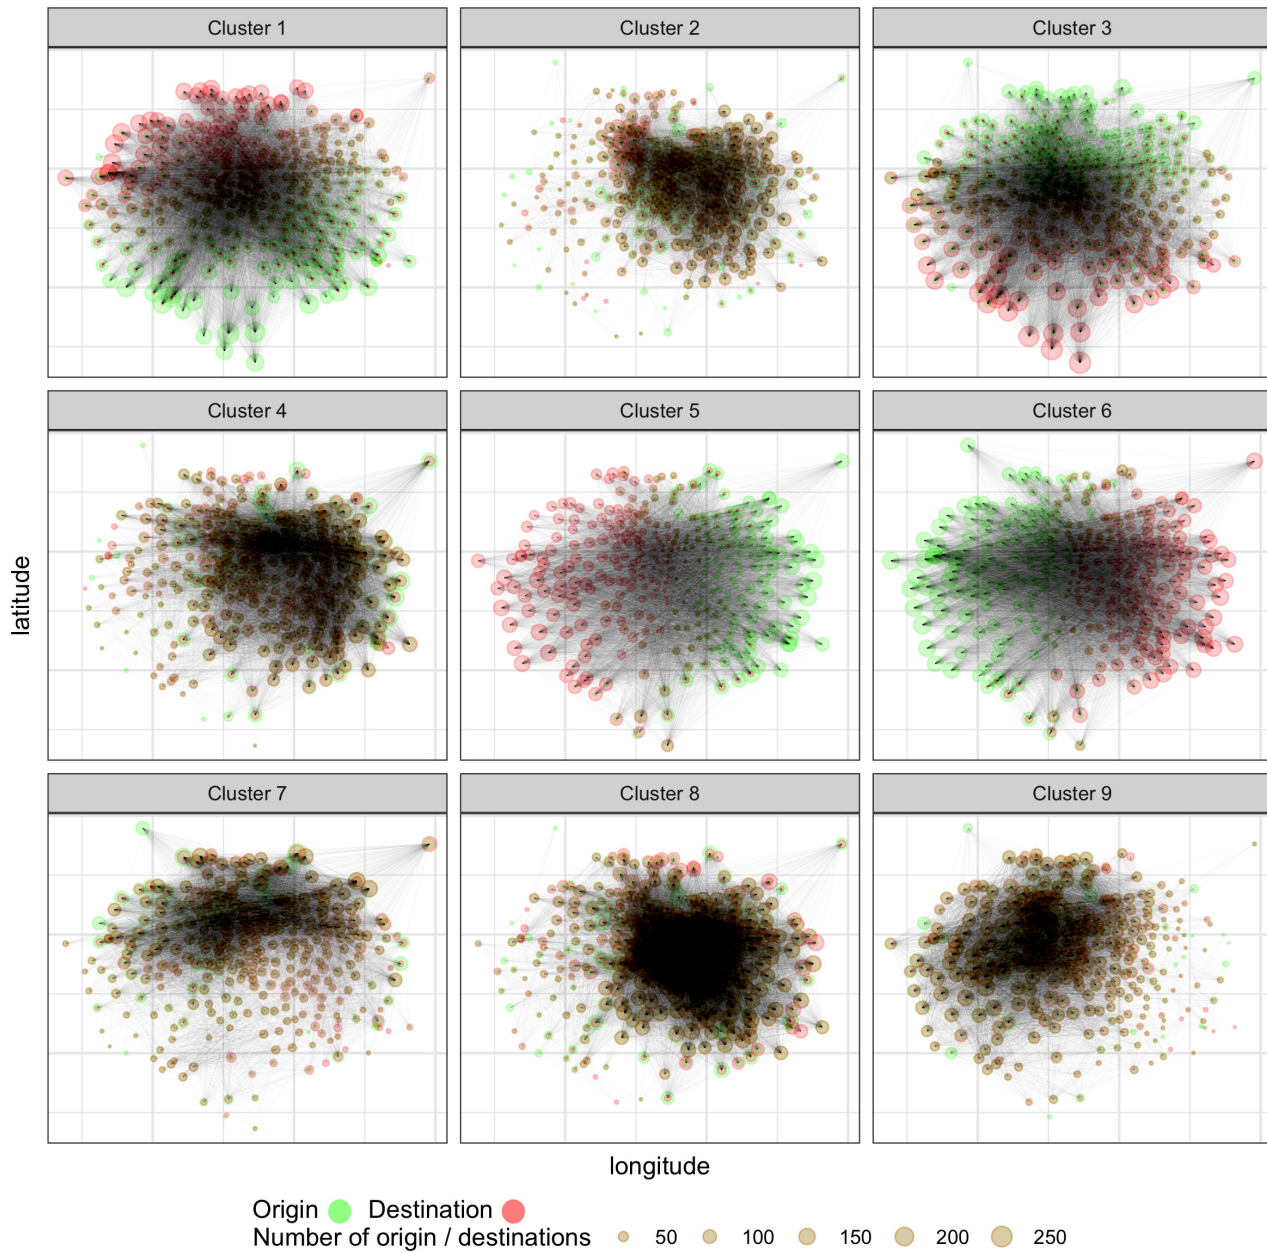 Cluster 1
Cluster 2
Cluster 3
Cluster 4
Cluster 5
Cluster 6
Cluster 7
Cluster 8
Cluster 9
latitude
longitude
Origin Destination
Number of origin / destinations 50 100 150 200 250